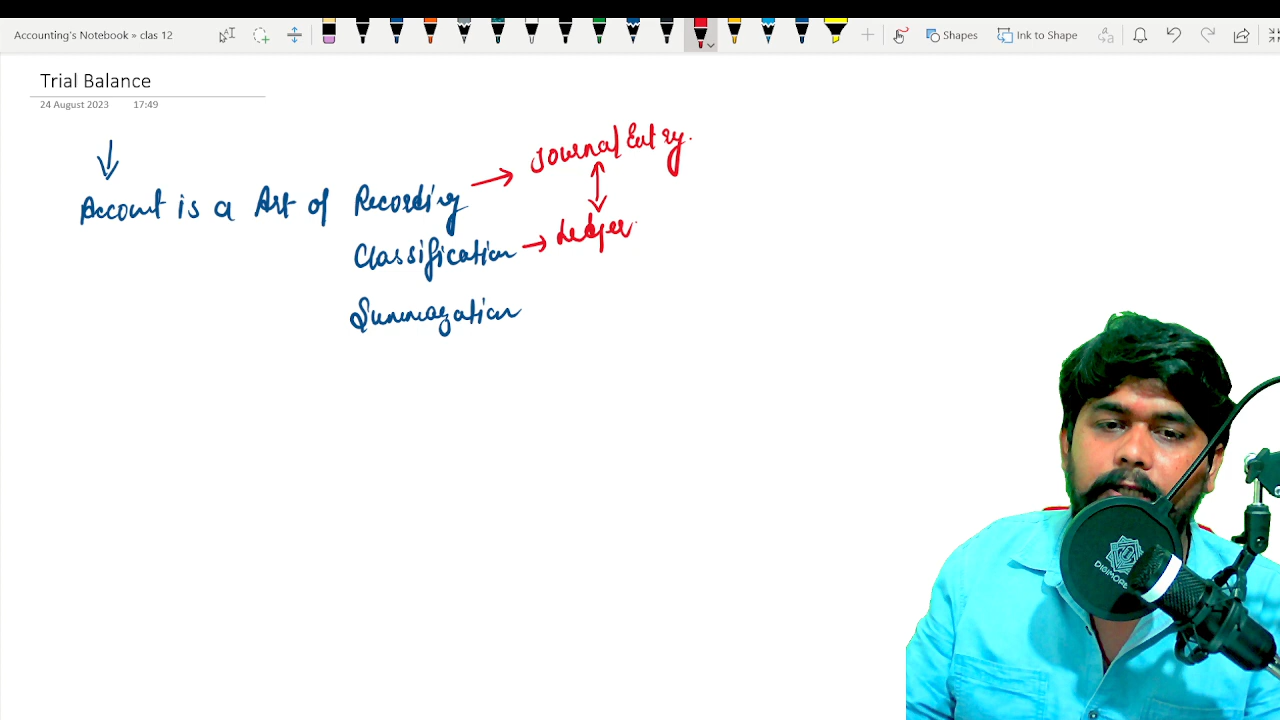 Accounting's Notebook » clas 12
Shapes
Ink to Shape
Trial Balance
24 August 2023 17:49
Account is a Art of Recording → Journal Entry.
Classification → Ledger
Summazation